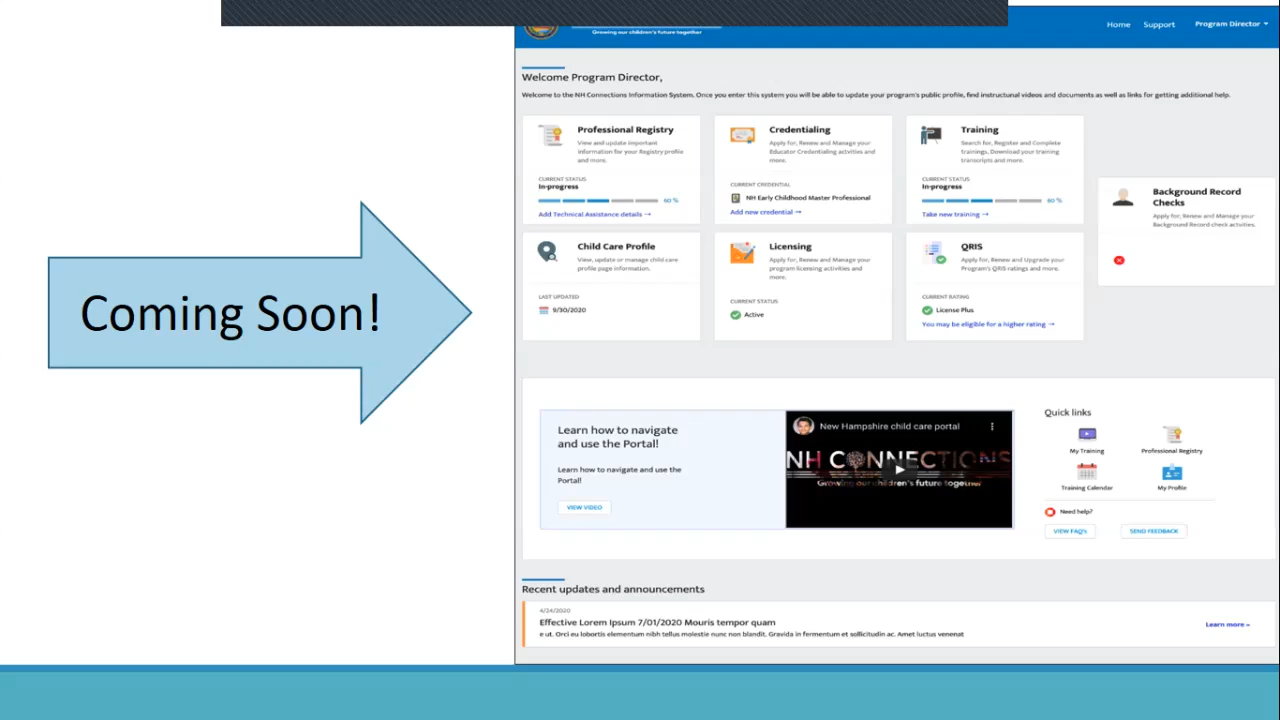 Growing our children's future together
Home Support Program Director
Welcome Program Director,
Welcome to the NH Connections Information System. Once you enter this system you will be able to update your program's public profile, find instructunal videos and documents as well as links for getting additional help.
Professional Registry
View and update important
information for your Registry profile
and more.
CURRENT STATUS
In-progress
60 %
Add Technical Assistance details →
Credentialing
Apply for, Renew and Manage your
Educator Credentialing activities and
more.
CURRENT CREDENTIAL
NH Early Childhood Master Professional
Add new credential →
Training
Search for, Register and Complete
trainings, Download your training
transcripts and more.
CURRENT STATUS
In-progress
60 %
Take new training →
Background Record
Checks
Apply for, Renew and Manage your
Background Record check activities.
Child Care Profile
View, update or manage child care
profile page information.
LAST UPDATED
9/30/2020
Licensing
Apply for, Renew and Manage your
program licensing activities and
more.
CURRENT STATUS
Active
QRIS
Apply for, Renew and Upgrade your
Program's QRIS ratings and more.
CURRENT RATING
License Plus
You may be eligible for a higher rating →
Coming Soon!
Learn how to navigate
and use the Portal!
Learn how to navigate and use the
Portal!
VIEW VIDEO
New Hampshire child care portal
NH CONNECTIONS
Growing our children's future together
Quick links
My Training
Professional Registry
Training Calendar
My Profile
Need help?
VIEW FAQ's
SEND FEEDBACK
Recent updates and announcements
4/24/2020
Effective Lorem Ipsum 7/01/2020 Mouris tempor quam
e ut. Orci eu lobortis elementum nibh tellus molestie nunc non blandit. Gravida in fermentum et sollicitudin ac. Amet luctus venenat
Learn more »